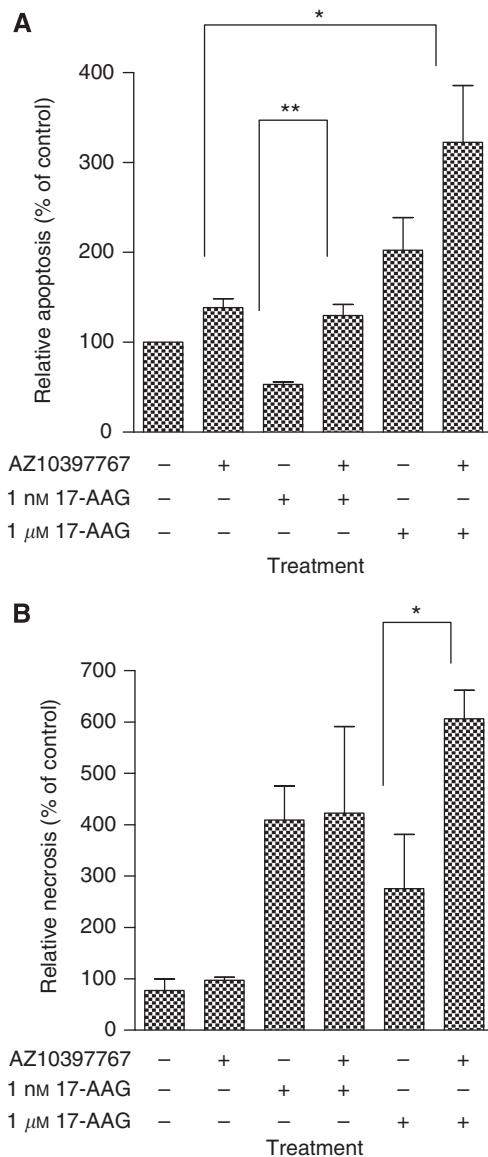 A
*
**
400
300
200
100
0
Relative apoptosis (% of control)
AZ10397767 – + – + – +
1 nM 17-AAG – – + + – –
1 μM 17-AAG – – – – + +
Treatment
B
*
700
600
500
400
300
200
100
0
Relative necrosis (% of control)
AZ10397767 – + – + – +
1 nM 17-AAG – – + + – –
1 μM 17-AAG – – – – + +
Treatment